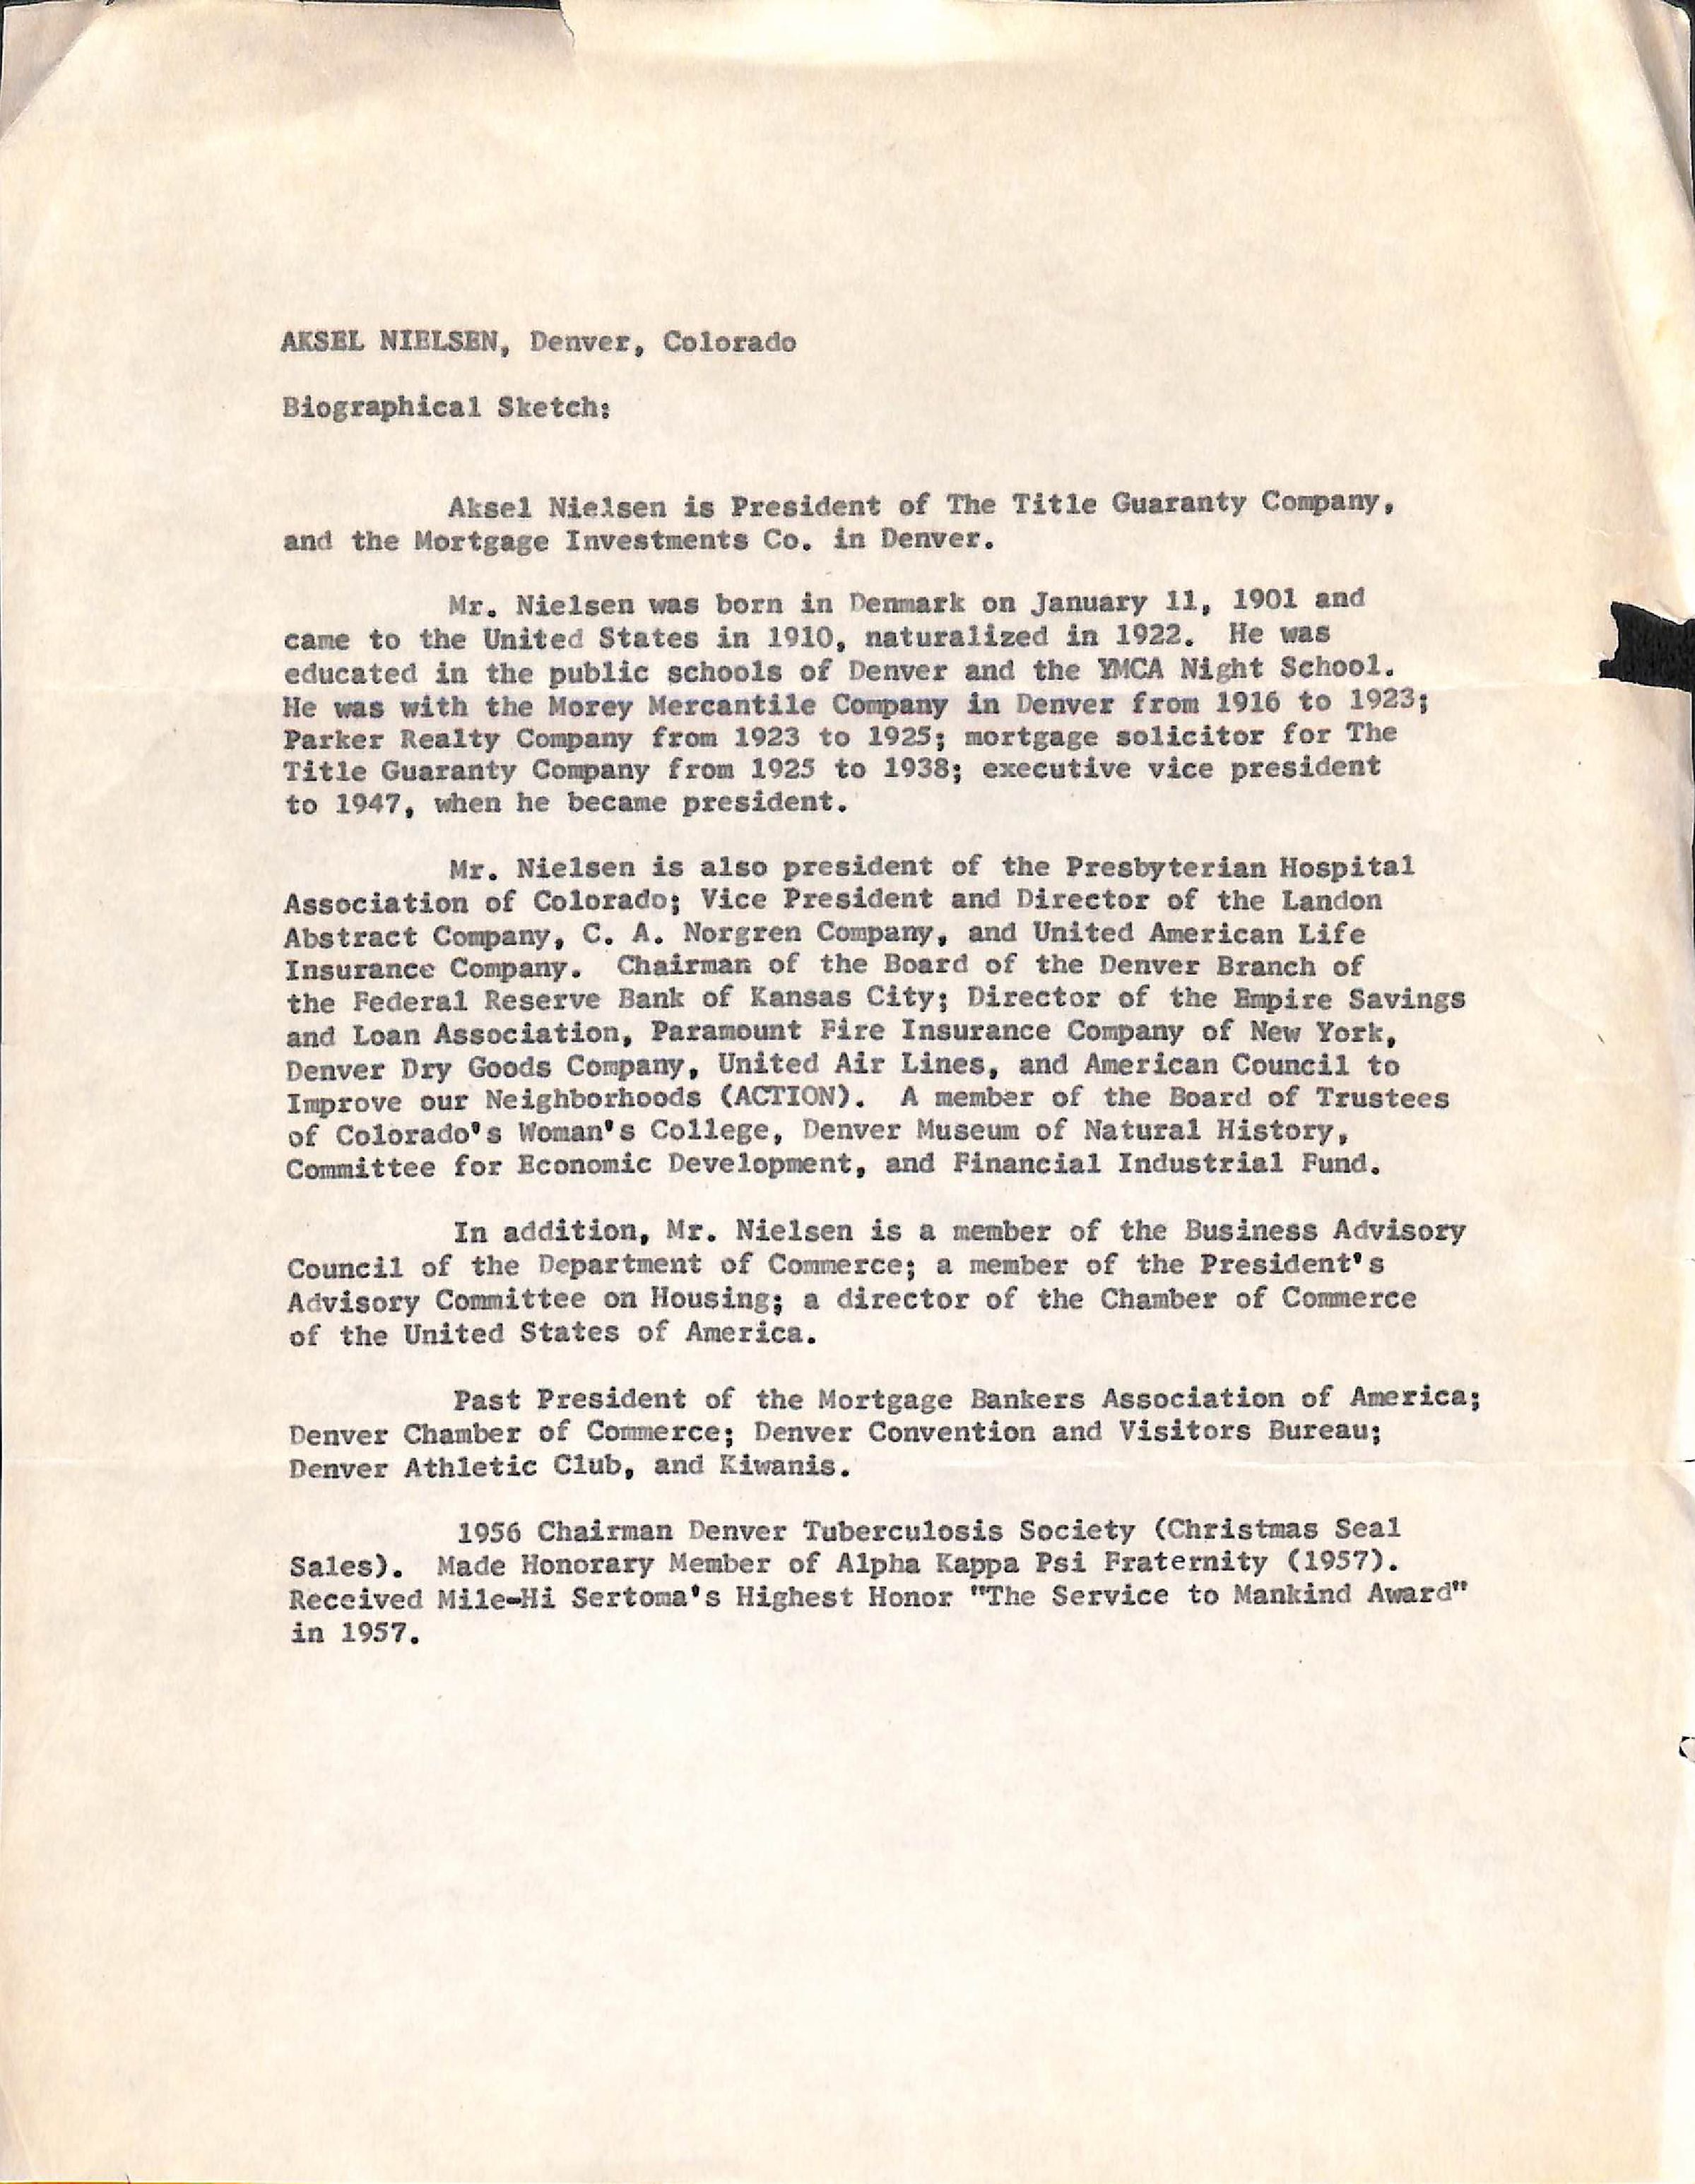 AKSEL NIELSEN, Denver, Colorado
Biographical Sketch:
Aksel Nielsen is President of The Title Guaranty Company,
and the Mortgage Investments Co. in Denver.
Mr. Nielsen was born in Denmark on January 11, 1901 and
came to the United States in 1910, naturalized in 1922. He was
educated in the public schools of Denver and the YMCA Night School.
He was with the Morey Mercantile Company in Denver from 1916 to 1923;
Parker Realty Company from 1923 to 1925; mortgage solicitor for The
Title Guaranty Company from 1925 to 1938; executive vice president
to 1947, when he became president.
Mr. Nielsen is also president of the Presbyterian Hospital
Association of Colorado; Vice President and Director of the Landon
Abstract Company, C. A. Norgren Company, and United American Life
Insurance Company. Chairman of the Board of the Denver Branch of
the Federal Reserve Bank of Kansas City; Director of the Empire Savings
and Loan Association, Paramount Fire Insurance Company of New York,
Denver Dry Goods Company, United Air Lines, and American Council to
Improve our Neighborhoods (ACTION). A member of the Board of Trustees
of Colorado's Woman's College, Denver Museum of Natural History,
Committee for Economic Development, and Financial Industrial Fund.
In addition, Mr. Nielsen is a member of the Business Advisory
Council of the Department of Commerce; a member of the President's
Advisory Committee on Housing; a director of the Chamber of Commerce
of the United States of America.
Past President of the Mortgage Bankers Association of America;
Denver Chamber of Commerce; Denver Convention and Visitors Bureau;
Denver Athletic Club, and Kiwanis.
1956 Chairman Denver Tuberculosis Society (Christmas Seal
Sales). Made Honorary Member of Alpha Kappa Psi Fraternity (1957).
Received Mile-Hi Sertoma's Highest Honor "The Service to Mankind Award"
in 1957.